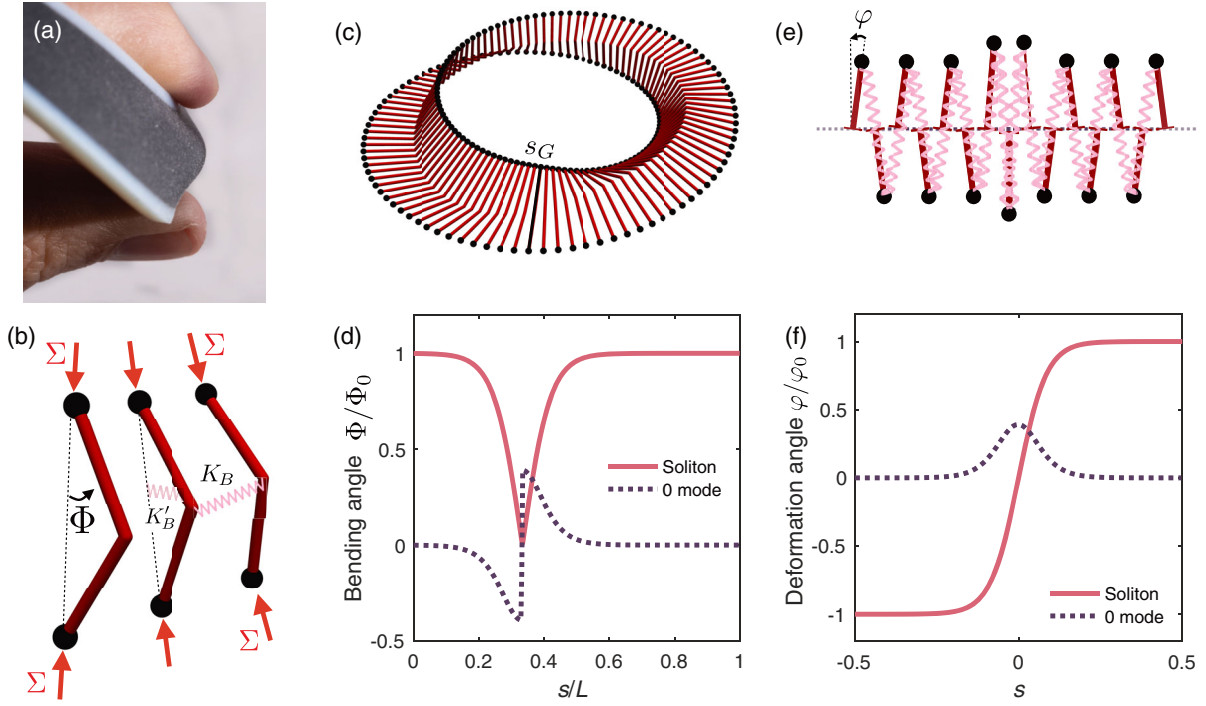 (a)
(b)
Σ
Σ
Φ
K_B
K'_B
Σ
Σ
(c)
s_G
(d)
Bending angle Φ/Φ_0
1
0.5
0
-0.5
Soliton
0 mode
0
0.2
0.4
0.6
0.8
1
s/L
(e)
φ
(f)
Deformation angle φ/φ_0
1
0.5
0
-0.5
-1
Soliton
0 mode
-0.5
0
0.5
s